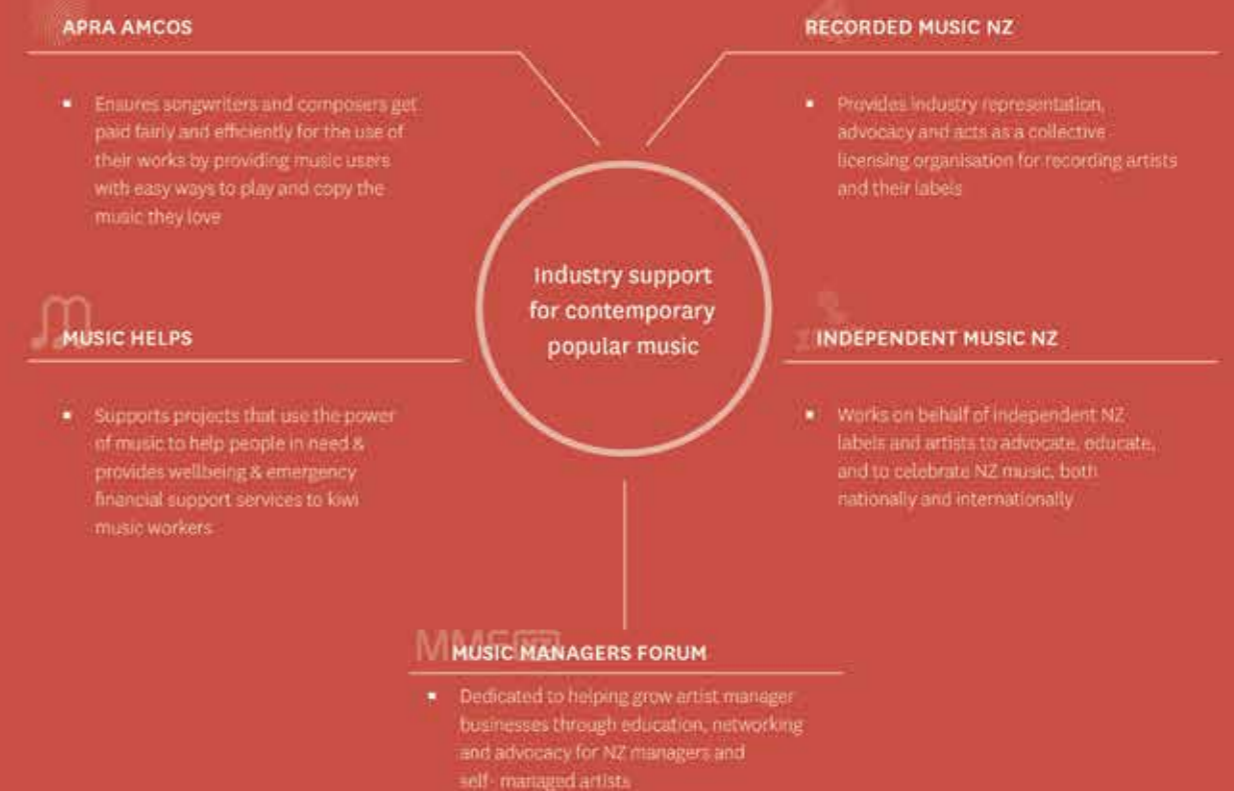 APRA AMCOS
Ensures songwriters and composers get
paid fairly and efficiently for the use of
their works by providing music users
with easy ways to play and copy the
music they love
RECORDED MUSIC NZ
Provides industry representation,
advocacy and acts as a collective
licensing organisation for recording artists
and their labels
Industry support
for contemporary
popular music
MUSIC HELPS
Supports projects that use the power
of music to help people in need &
provides wellbeing & emergency
financial support services to kiwi
music workers
INDEPENDENT MUSIC NZ
Works on behalf of independent NZ
labels and artists to advocate, educate,
and to celebrate NZ music, both
nationally and internationally
MUSIC MANAGERS FORUM
Dedicated to helping grow artist manager
businesses through education, networking
and advocacy for NZ managers and
self- managed artists